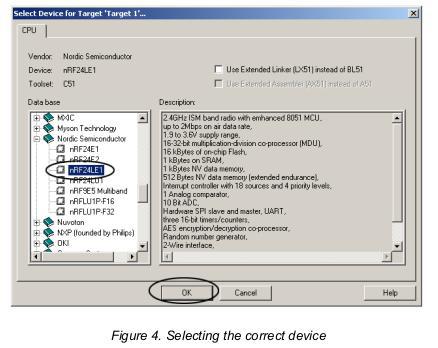 Select Device for Target 'Target 1'...
CPU
Vendor: Nordic Semiconductor
Device: nRF24LE1
Toolset: C51
Use Extended Linker (LX51) instead of BL51
Use Extended Assembler (AX51) instead of A51
Data base
MXIC
Myson Technology
Nordic Semiconductor
nRF24E1
nRF24E2
nRF24LE1
nRF24LU1
nRF9E5 Multiband
nRFLU1P-F16
nRFLU1P-F32
Nuvoton
NXP (founded by Philips)
OKI
Description:
2.4GHz ISM band radio with enhanced 8051 MCU,
up to 2Mbps on air data rate,
1.9 to 3.6V supply range,
16-32-bit multiplication-division co-processor (MDU),
16 kBytes of on-chip Flash,
1 kBytes on SRAM,
1 kBytes NV data memory,
512 Bytes NV data memory (extended endurance),
Interrupt controller with 18 sources and 4 priority levels,
1 Analog comparator,
10 Bit ADC,
Hardware SPI slave and master, UART,
three 16-bit timers/counters,
AES encryption/decryption co-processor,
Random number generator,
2-Wire interface,
OK
Cancel
Help
Figure 4. Selecting the correct device